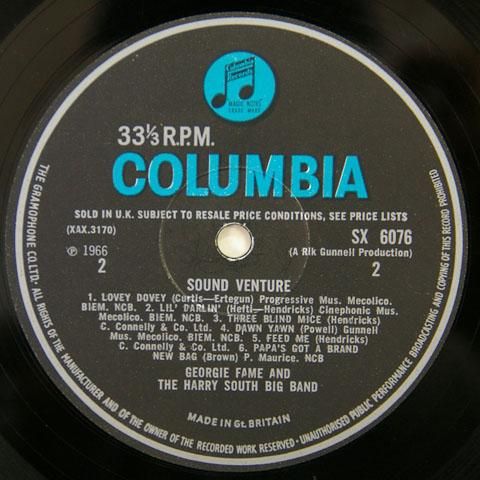 Columbia
Records
MAGIC NOTES
TRADE MARK
33⅓ R.P.M.
COLUMBIA
SOLD IN U.K. SUBJECT TO RESALE PRICE CONDITIONS, SEE PRICE LISTS
(XAX.3170) SX 6076
℗ 1966 (A Rik Gunnell Production)
2 2
SOUND VENTURE
1. LOVEY DOVEY (Curtis—Ertegun) Progressive Mus. Mecolico.
BIEM. NCB. 2. LIL' DARLIN' (Hefti—Hendricks) Cinephonic Mus.
Mecolico. BIEM. NCB. 3. THREE BLIND MICE (Hendricks)
C. Connelly & Co. Ltd. 4. DAWN YAWN (Powell) Gunnell
Mus. Mecolico. BIEM. NCB. 5. FEED ME (Hendricks)
C. Connelly & Co. Ltd. 6. PAPA'S GOT A BRAND
NEW BAG (Brown) P. Maurice. NCB
GEORGIE FAME AND
THE HARRY SOUTH BIG BAND
MADE IN Gt. BRITAIN
THE GRAMOPHONE CO. LTD. · ALL RIGHTS OF THE MANUFACTURER AND OF THE OWNER OF THE RECORDED WORK RESERVED · UNAUTHORISED PUBLIC PERFORMANCE BROADCASTING AND COPYING OF THIS RECORD PROHIBITED